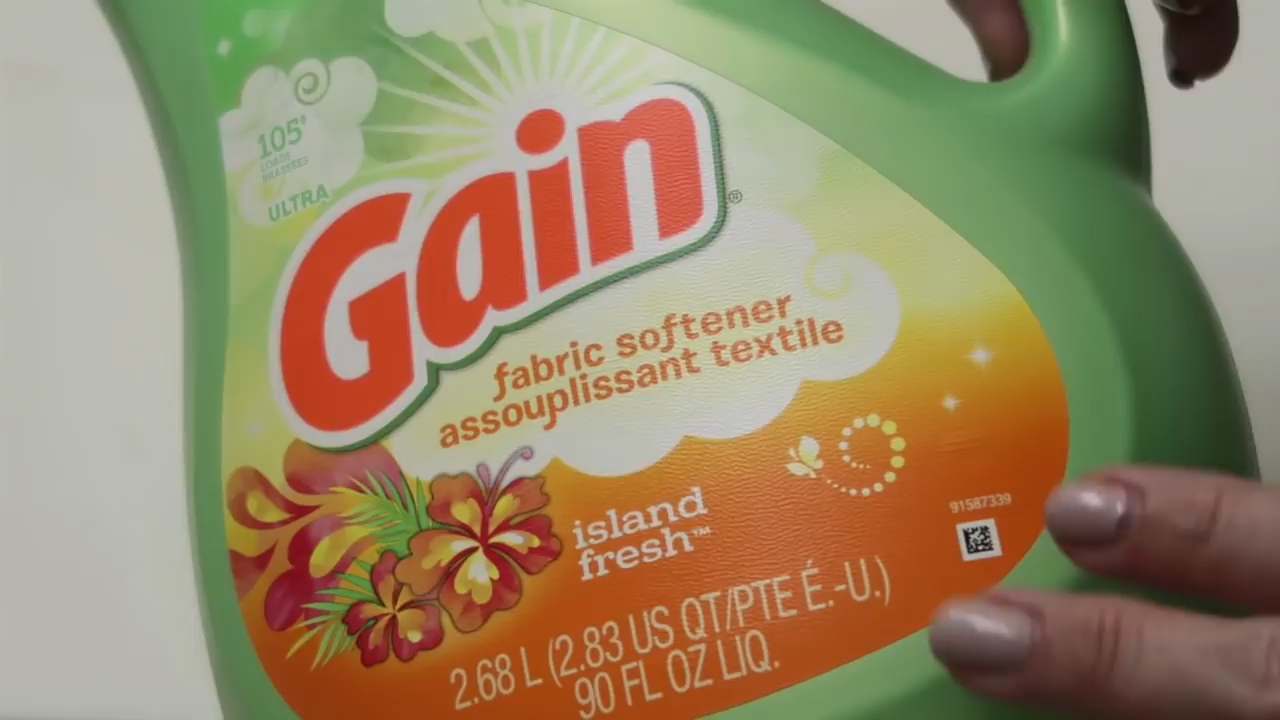 105†
LOADS
BRASSÉES
ULTRA
Gain®
fabric softener
assouplissant textile
island
fresh™
91587339
2.68 L (2.83 US QT/PTE É.-U.)
90 FL OZ LIQ.